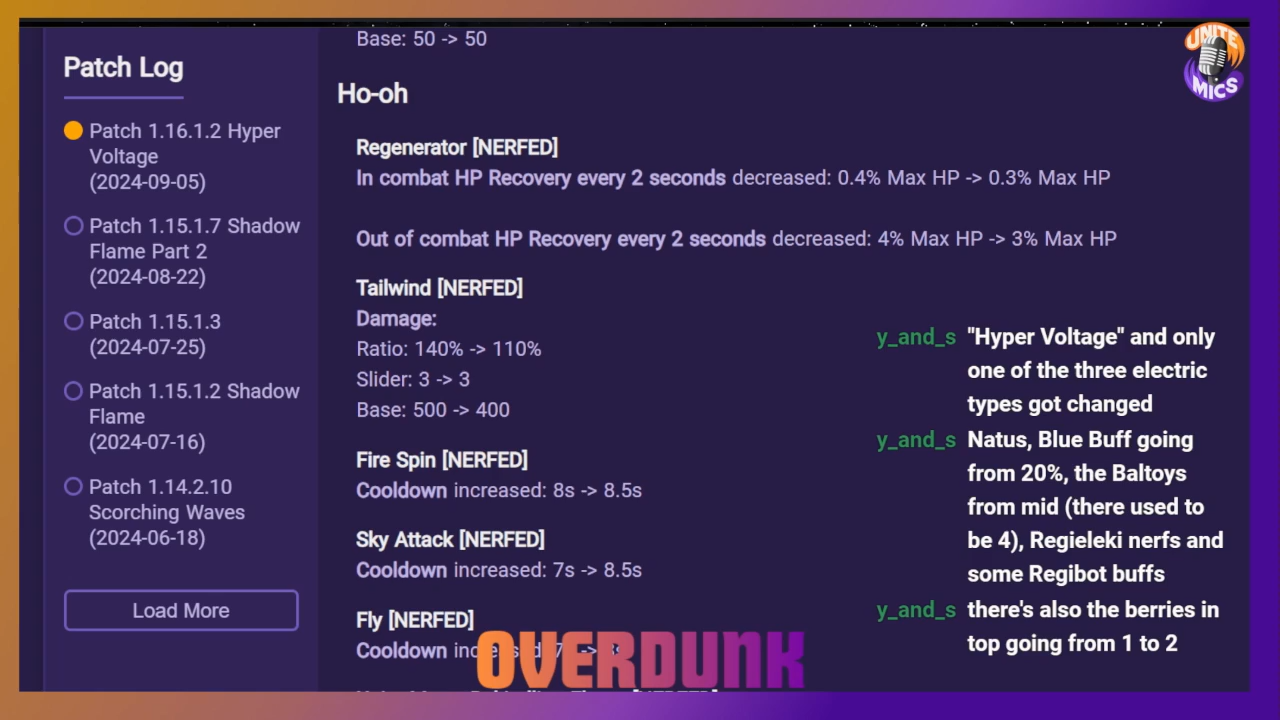 Patch Log
Patch 1.16.1.2 Hyper
Voltage
(2024-09-05)
Patch 1.15.1.7 Shadow
Flame Part 2
(2024-08-22)
Patch 1.15.1.3
(2024-07-25)
Patch 1.15.1.2 Shadow
Flame
(2024-07-16)
Patch 1.14.2.10
Scorching Waves
(2024-06-18)
Load More
Base: 50 -> 50
Ho-oh
Regenerator [NERFED]
In combat HP Recovery every 2 seconds decreased: 0.4% Max HP -> 0.3% Max HP
Out of combat HP Recovery every 2 seconds decreased: 4% Max HP -> 3% Max HP
Tailwind [NERFED]
Damage:
Ratio: 140% -> 110%
Slider: 3 -> 3
Base: 500 -> 400
Fire Spin [NERFED]
Cooldown increased: 8s -> 8.5s
Sky Attack [NERFED]
Cooldown increased: 7s -> 8.5s
Fly [NERFED]
Cooldown
OVERDUNK
UNITE
MICS
y_and_s "Hyper Voltage" and only
one of the three electric
types got changed
y_and_s Natus, Blue Buff going
from 20%, the Baltoys
from mid (there used to
be 4), Regieleki nerfs and
some Regibot buffs
y_and_s there's also the berries in
top going from 1 to 2